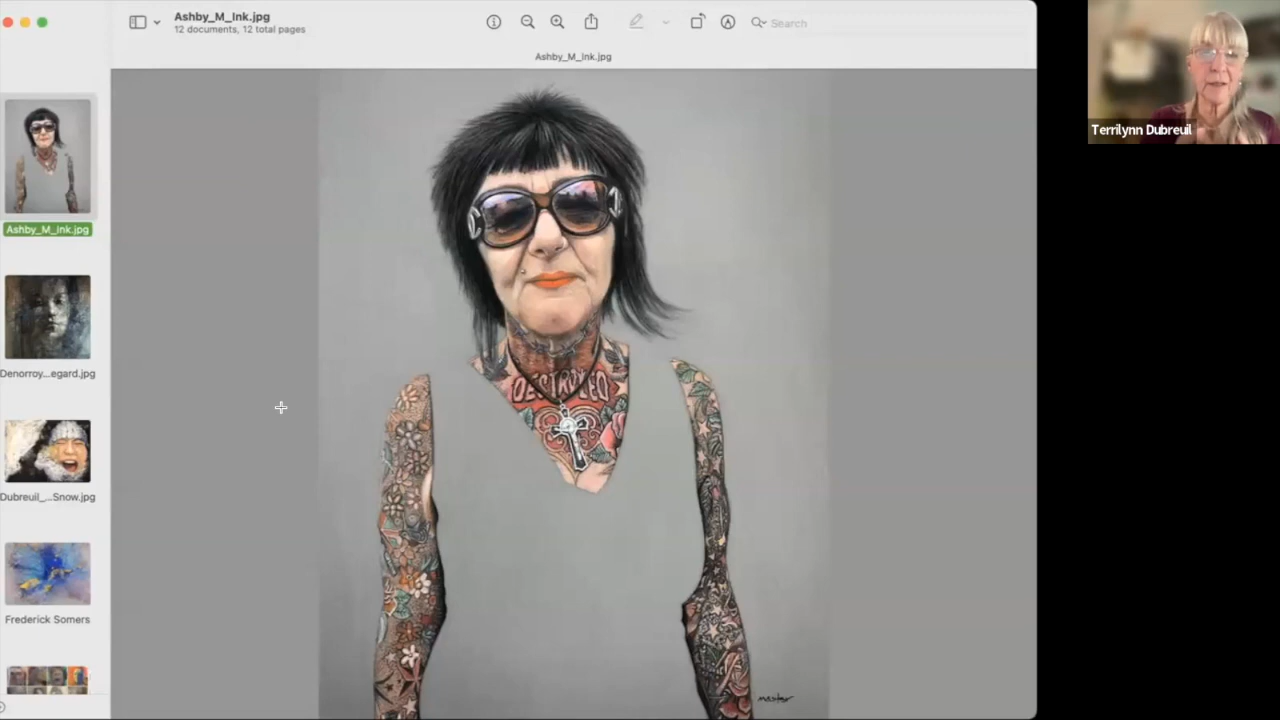 Ashby_M_Ink.jpg
12 documents, 12 total pages
Search
Ashby_M_Ink.jpg
Terrilynn Dubreuil
Ashby_M_Ink.jpg
Denorroy...egard.jpg
Dubreuil_...Snow.jpg
Frederick Somers
DESTROYED